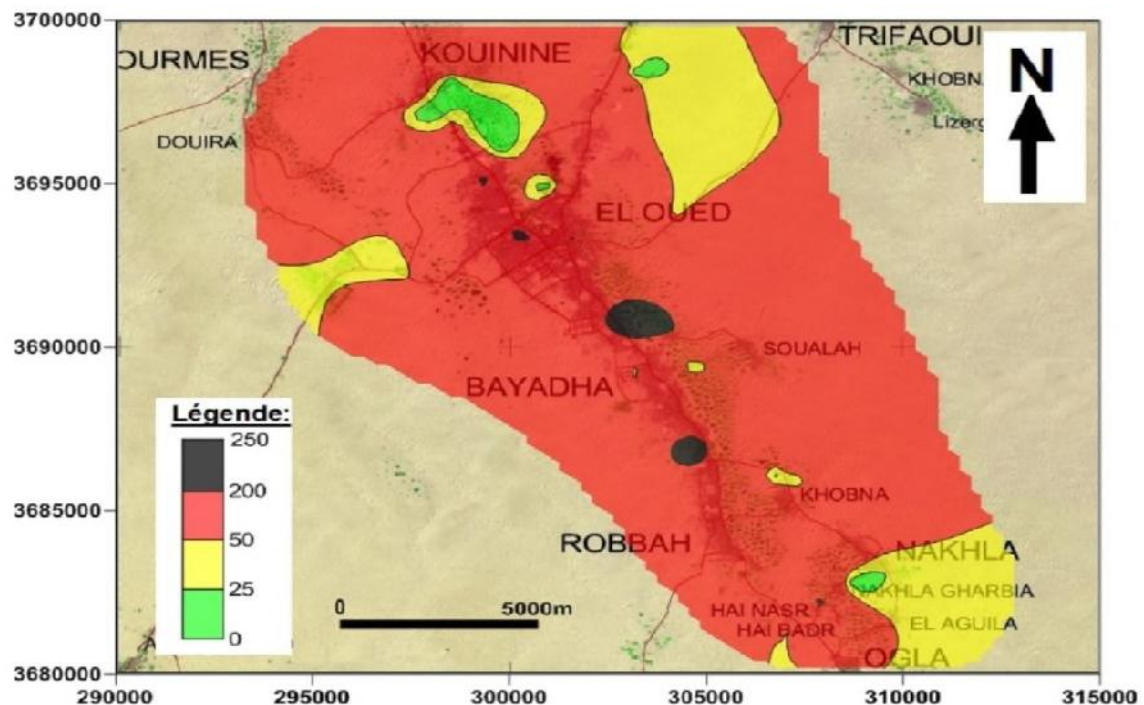 3700000
TRIFAOUI
KOUININE
OURMES
N
KHOBNA
Lizerg
DOUIRA
3695000
EL OUED
3690000
SOUALAH
BAYADHA
Légende:
250
200
50
25
0
3685000
KHOBNA
ROBBAH
NAKHLA
NAKHLA GHARBIA
0
5000m
HAI NASR
EL AGUILA
HAI BADR
OGLA
3680000
290000
295000
300000
305000
310000
315000